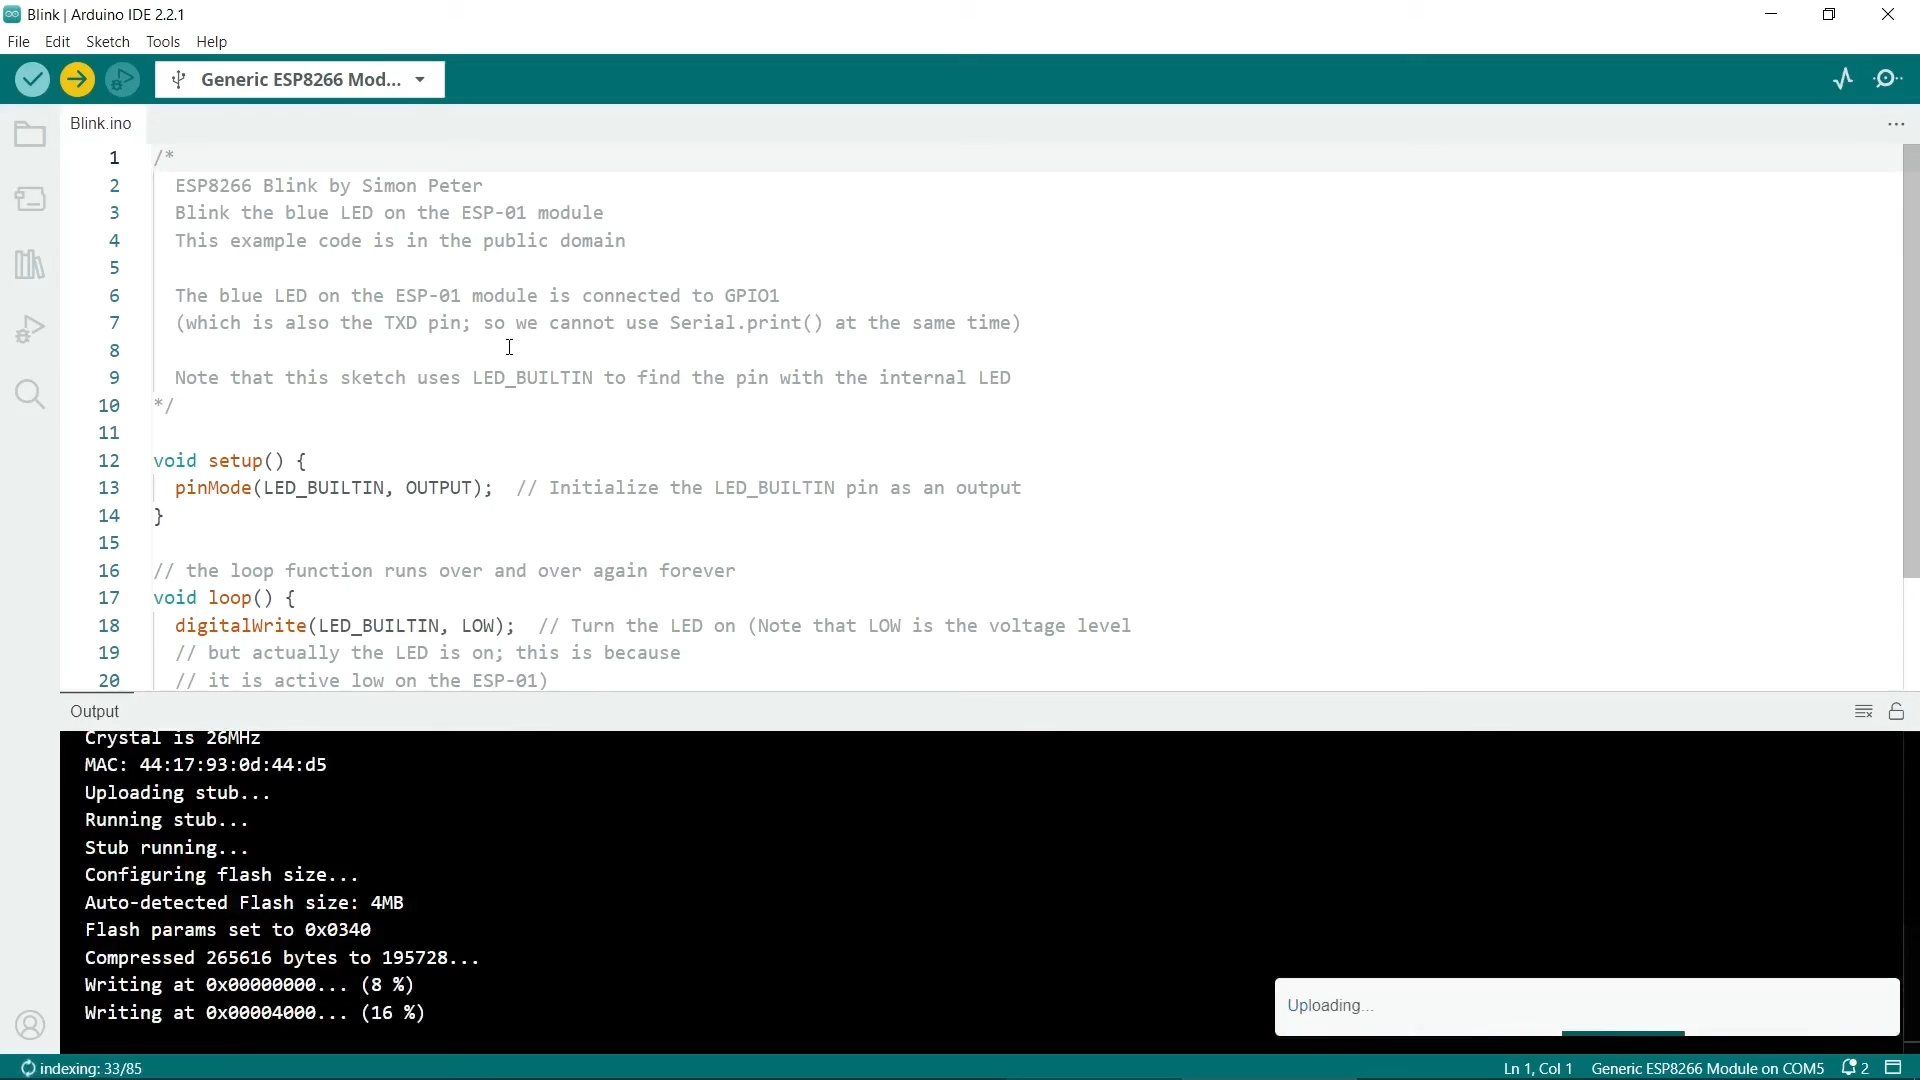 Blink | Arduino IDE 2.2.1
File Edit Sketch Tools Help
Generic ESP8266 Mod...
Blink.ino
1 /*
2 ESP8266 Blink by Simon Peter
3 Blink the blue LED on the ESP-01 module
4 This example code is in the public domain
5
6 The blue LED on the ESP-01 module is connected to GPIO1
7 (which is also the TXD pin; so we cannot use Serial.print() at the same time)
8
9 Note that this sketch uses LED_BUILTIN to find the pin with the internal LED
10 */
11
12 void setup() {
13 pinMode(LED_BUILTIN, OUTPUT);  // Initialize the LED_BUILTIN pin as an output
14 }
15
16 // the loop function runs over and over again forever
17 void loop() {
18 digitalWrite(LED_BUILTIN, LOW);  // Turn the LED on (Note that LOW is the voltage level
19 // but actually the LED is on; this is because
20 // it is active low on the ESP-01)
Output
Crystal is 26MHz
MAC: 44:17:93:0d:44:d5
Uploading stub...
Running stub...
Stub running...
Configuring flash size...
Auto-detected Flash size: 4MB
Flash params set to 0x0340
Compressed 265616 bytes to 195728...
Writing at 0x00000000... (8 %)
Writing at 0x00004000... (16 %)
Uploading...
indexing: 33/85
Ln 1, Col 1 Generic ESP8266 Module on COM5 2